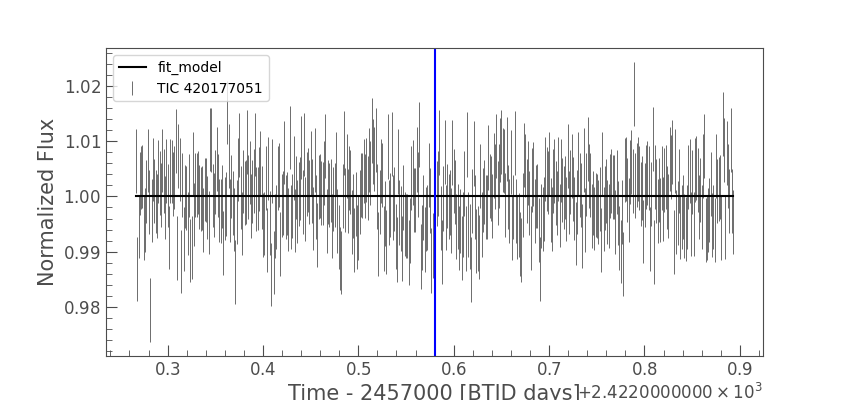 fit_model
TIC 420177051
Normalized Flux
1.02
1.01
1.00
0.99
0.98
0.3 0.4 0.5 0.6 0.7 0.8 0.9
Time - 2457000 [BTJD days]
+2.4220000000 × 10³